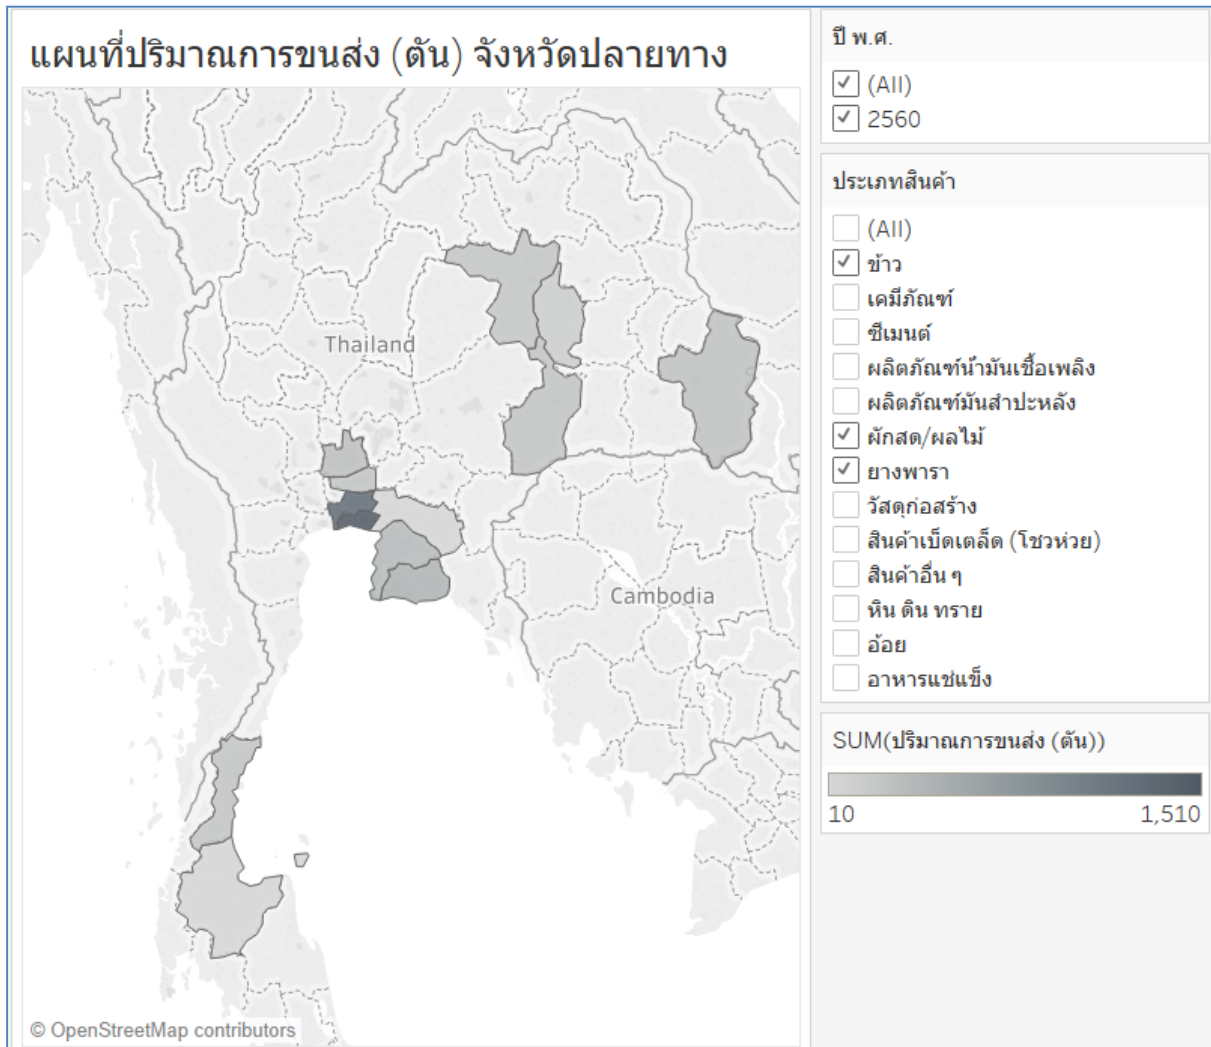 แผนที่ปริมาณการขนส่ง (ตัน) จังหวัดปลายทาง
Thailand
Cambodia
© OpenStreetMap contributors
ปี พ.ศ.
(All)
2560
ประเภทสินค้า
(All)
ข้าว
เคมีภัณฑ์
ซีเมนต์
ผลิตภัณฑ์น้ำมันเชื้อเพลิง
ผลิตภัณฑ์มันสำปะหลัง
ผักสด/ผลไม้
ยางพารา
วัสดุก่อสร้าง
สินค้าเบ็ดเตล็ด (โชวห่วย)
สินค้าอื่น ๆ
หิน ดิน ทราย
อ้อย
อาหารแช่แข็ง
SUM(ปริมาณการขนส่ง (ตัน))
10 1,510